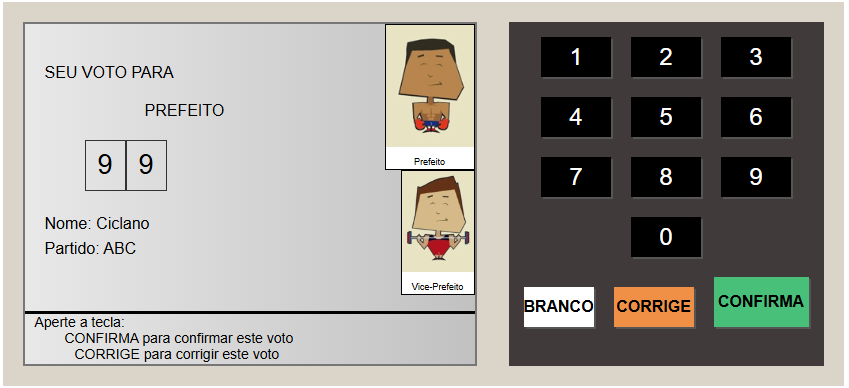 SEU VOTO PARA
PREFEITO
9 9
Nome: Ciclano
Partido: ABC
Prefeito
Vice-Prefeito
Aperte a tecla:
CONFIRMA para confirmar este voto
CORRIGE para corrigir este voto
1 2 3
4 5 6
7 8 9
0
BRANCO CORRIGE CONFIRMA